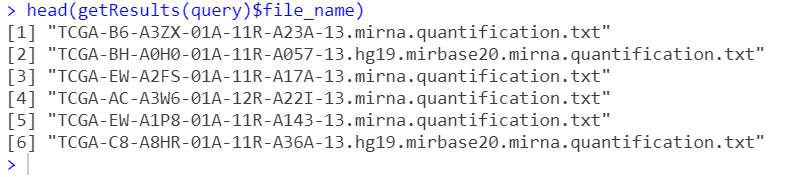 > head(getResults(query)$file_name)
[1] "TCGA-B6-A3ZX-01A-11R-A23A-13.mirna.quantification.txt"
[2] "TCGA-BH-A0H0-01A-11R-A057-13.hg19.mirbase20.mirna.quantification.txt"
[3] "TCGA-EW-A2FS-01A-11R-A17A-13.mirna.quantification.txt"
[4] "TCGA-AC-A3W6-01A-12R-A22I-13.mirna.quantification.txt"
[5] "TCGA-EW-A1P8-01A-11R-A143-13.mirna.quantification.txt"
[6] "TCGA-C8-A8HR-01A-11R-A36A-13.hg19.mirbase20.mirna.quantification.txt"
>